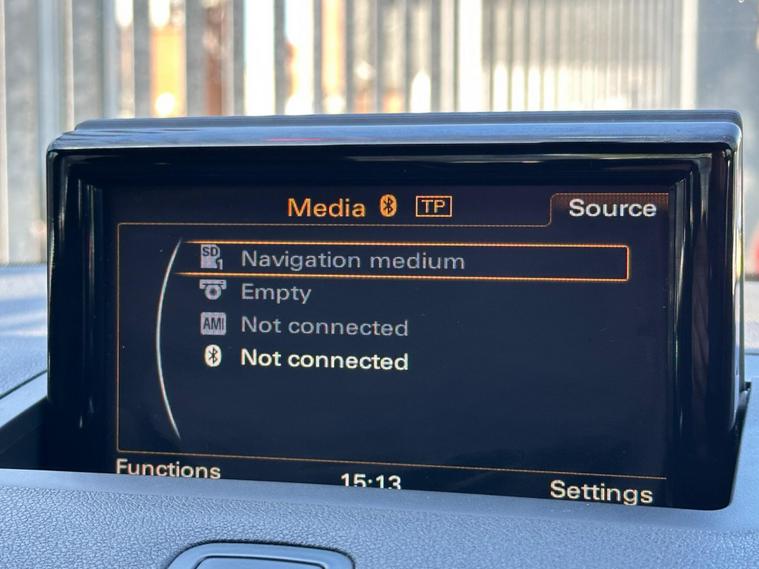 Media TP Source
SD 1 Navigation medium
Empty
AMI Not connected
Not connected
Functions 15:13 Settings